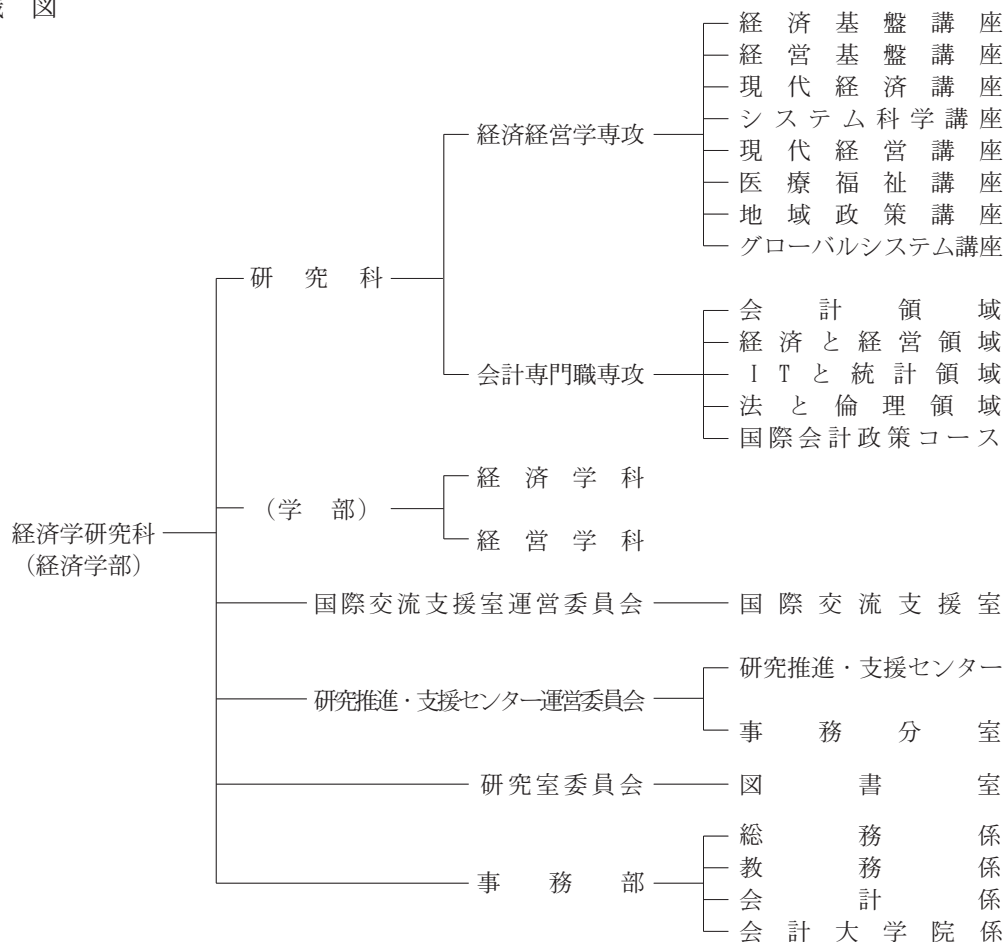 図
経済基盤講座
経営基盤講座
現代経済講座
システム科学講座
現代経営講座
医療福祉講座
地域政策講座
グローバルシステム講座
経済経営学専攻
研究科
会計領域
経済と経営領域
ITと統計領域
法と倫理領域
国際会計政策コース
会計専門職専攻
経済学科
(学部)
経営学科
経済学研究科
(経済学部)
国際交流支援室運営委員会
国際交流支援室
研究推進・支援センター運営委員会
研究推進・支援センター
事務分室
研究室委員会
図書室
事務部
総務係
教務係
会計係
会計大学院係